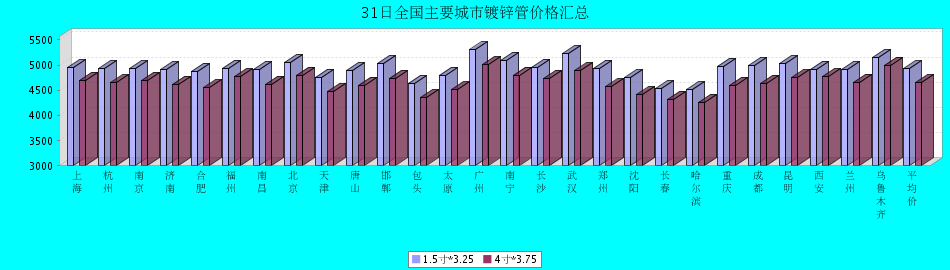 31日全国主要城市镀锌管价格汇总
5500
5000
4500
4000
3500
3000
上海 杭州 南京 济南 合肥 福州 南昌 北京 天津 唐山 邯郸 包头 太原 广州 南宁 长沙 武汉 郑州 沈阳 长春 哈尔滨 重庆 成都 昆明 西安 兰州 乌鲁木齐 平均价
1.5寸*3.25 4寸*3.75